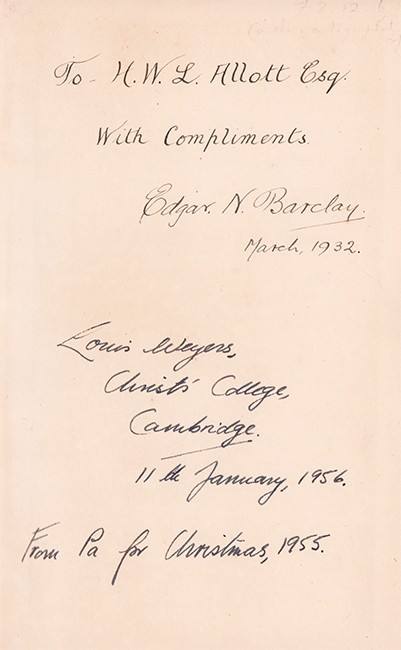 To - H. W. L. Allott Esq.
With Compliments.
Edgar. N. Barclay.
March, 1932.
Louis Weyers,
Christ's College,
Cambridge.
11th January, 1956.
From Pa for Christmas, 1955.